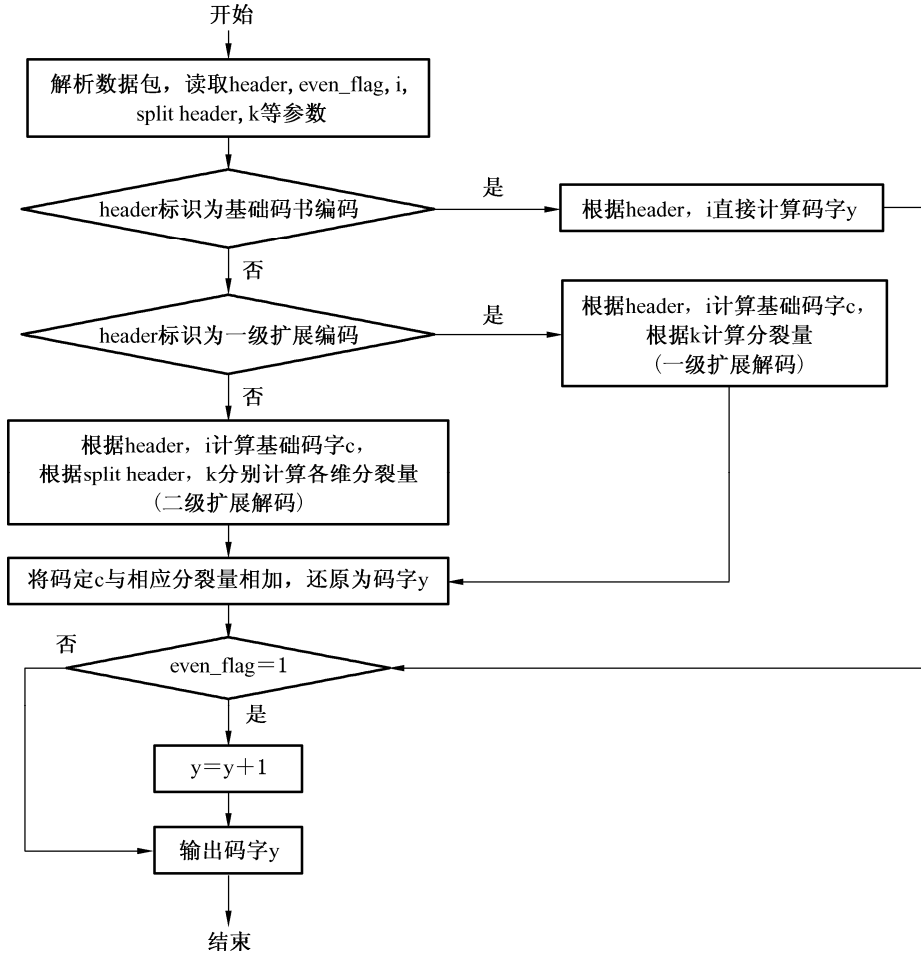 开始
解析数据包，读取header, even_flag, i,
split header, k等参数
header标识为基础码书编码
是
根据header，i直接计算码字y
否
header标识为一级扩展编码
是
根据header，i计算基础码字c，
根据k计算分裂量
(一级扩展解码)
否
根据header，i计算基础码字c，
根据split header，k分别计算各维分裂量
(二级扩展解码)
将码定c与相应分裂量相加，还原为码字y
否
even_flag＝1
是
y＝y＋1
输出码字y
结束